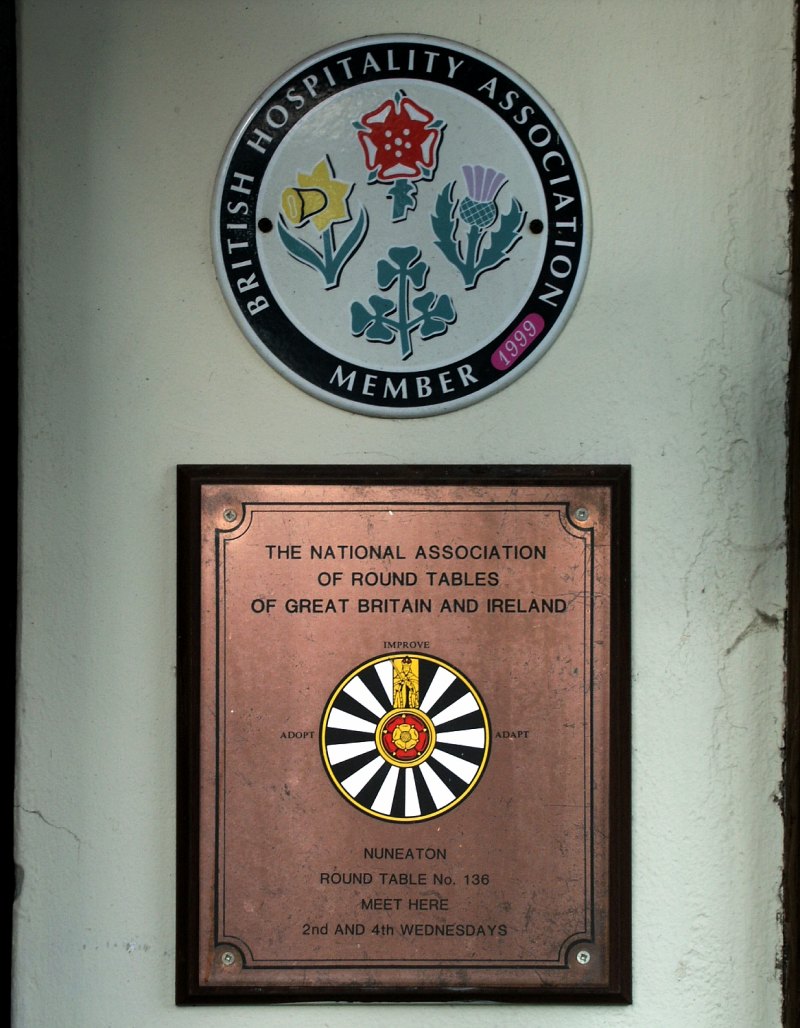 BRITISH HOSPITALITY ASSOCIATION
MEMBER
1999
THE NATIONAL ASSOCIATION
OF ROUND TABLES
OF GREAT BRITAIN AND IRELAND
IMPROVE
ADOPT
ADAPT
NUNEATON
ROUND TABLE No. 136
MEET HERE
2nd AND 4th WEDNESDAYS